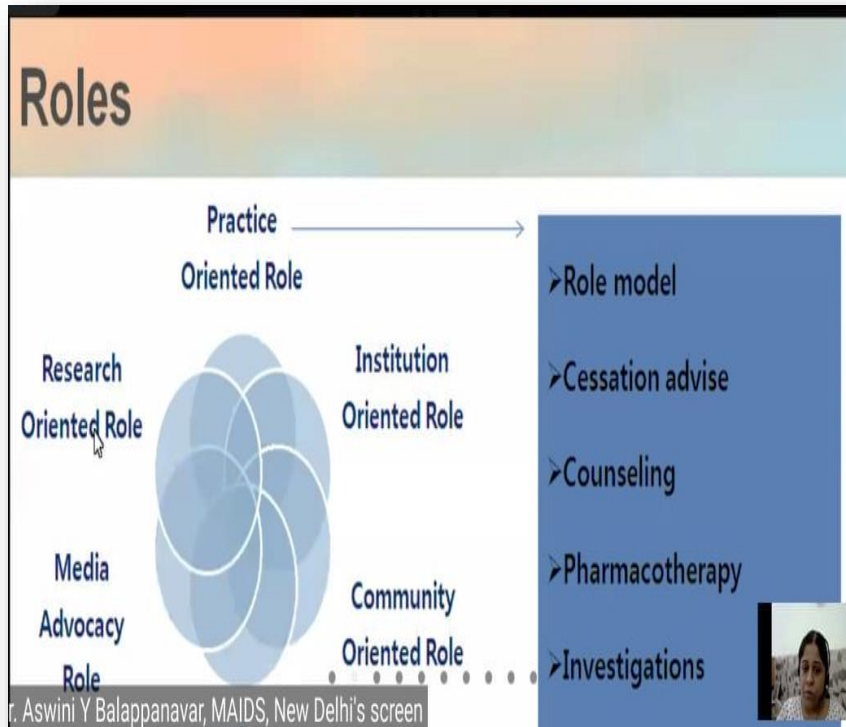 Roles
Practice
Oriented Role
Research
Oriented Role
Institution
Oriented Role
Media
Advocacy
Role
Community
Oriented Role
➢Role model
➢Cessation advise
➢Counseling
➢Pharmacotherapy
➢Investigations
r. Aswini Y Balappanavar, MAIDS, New Delhi's screen